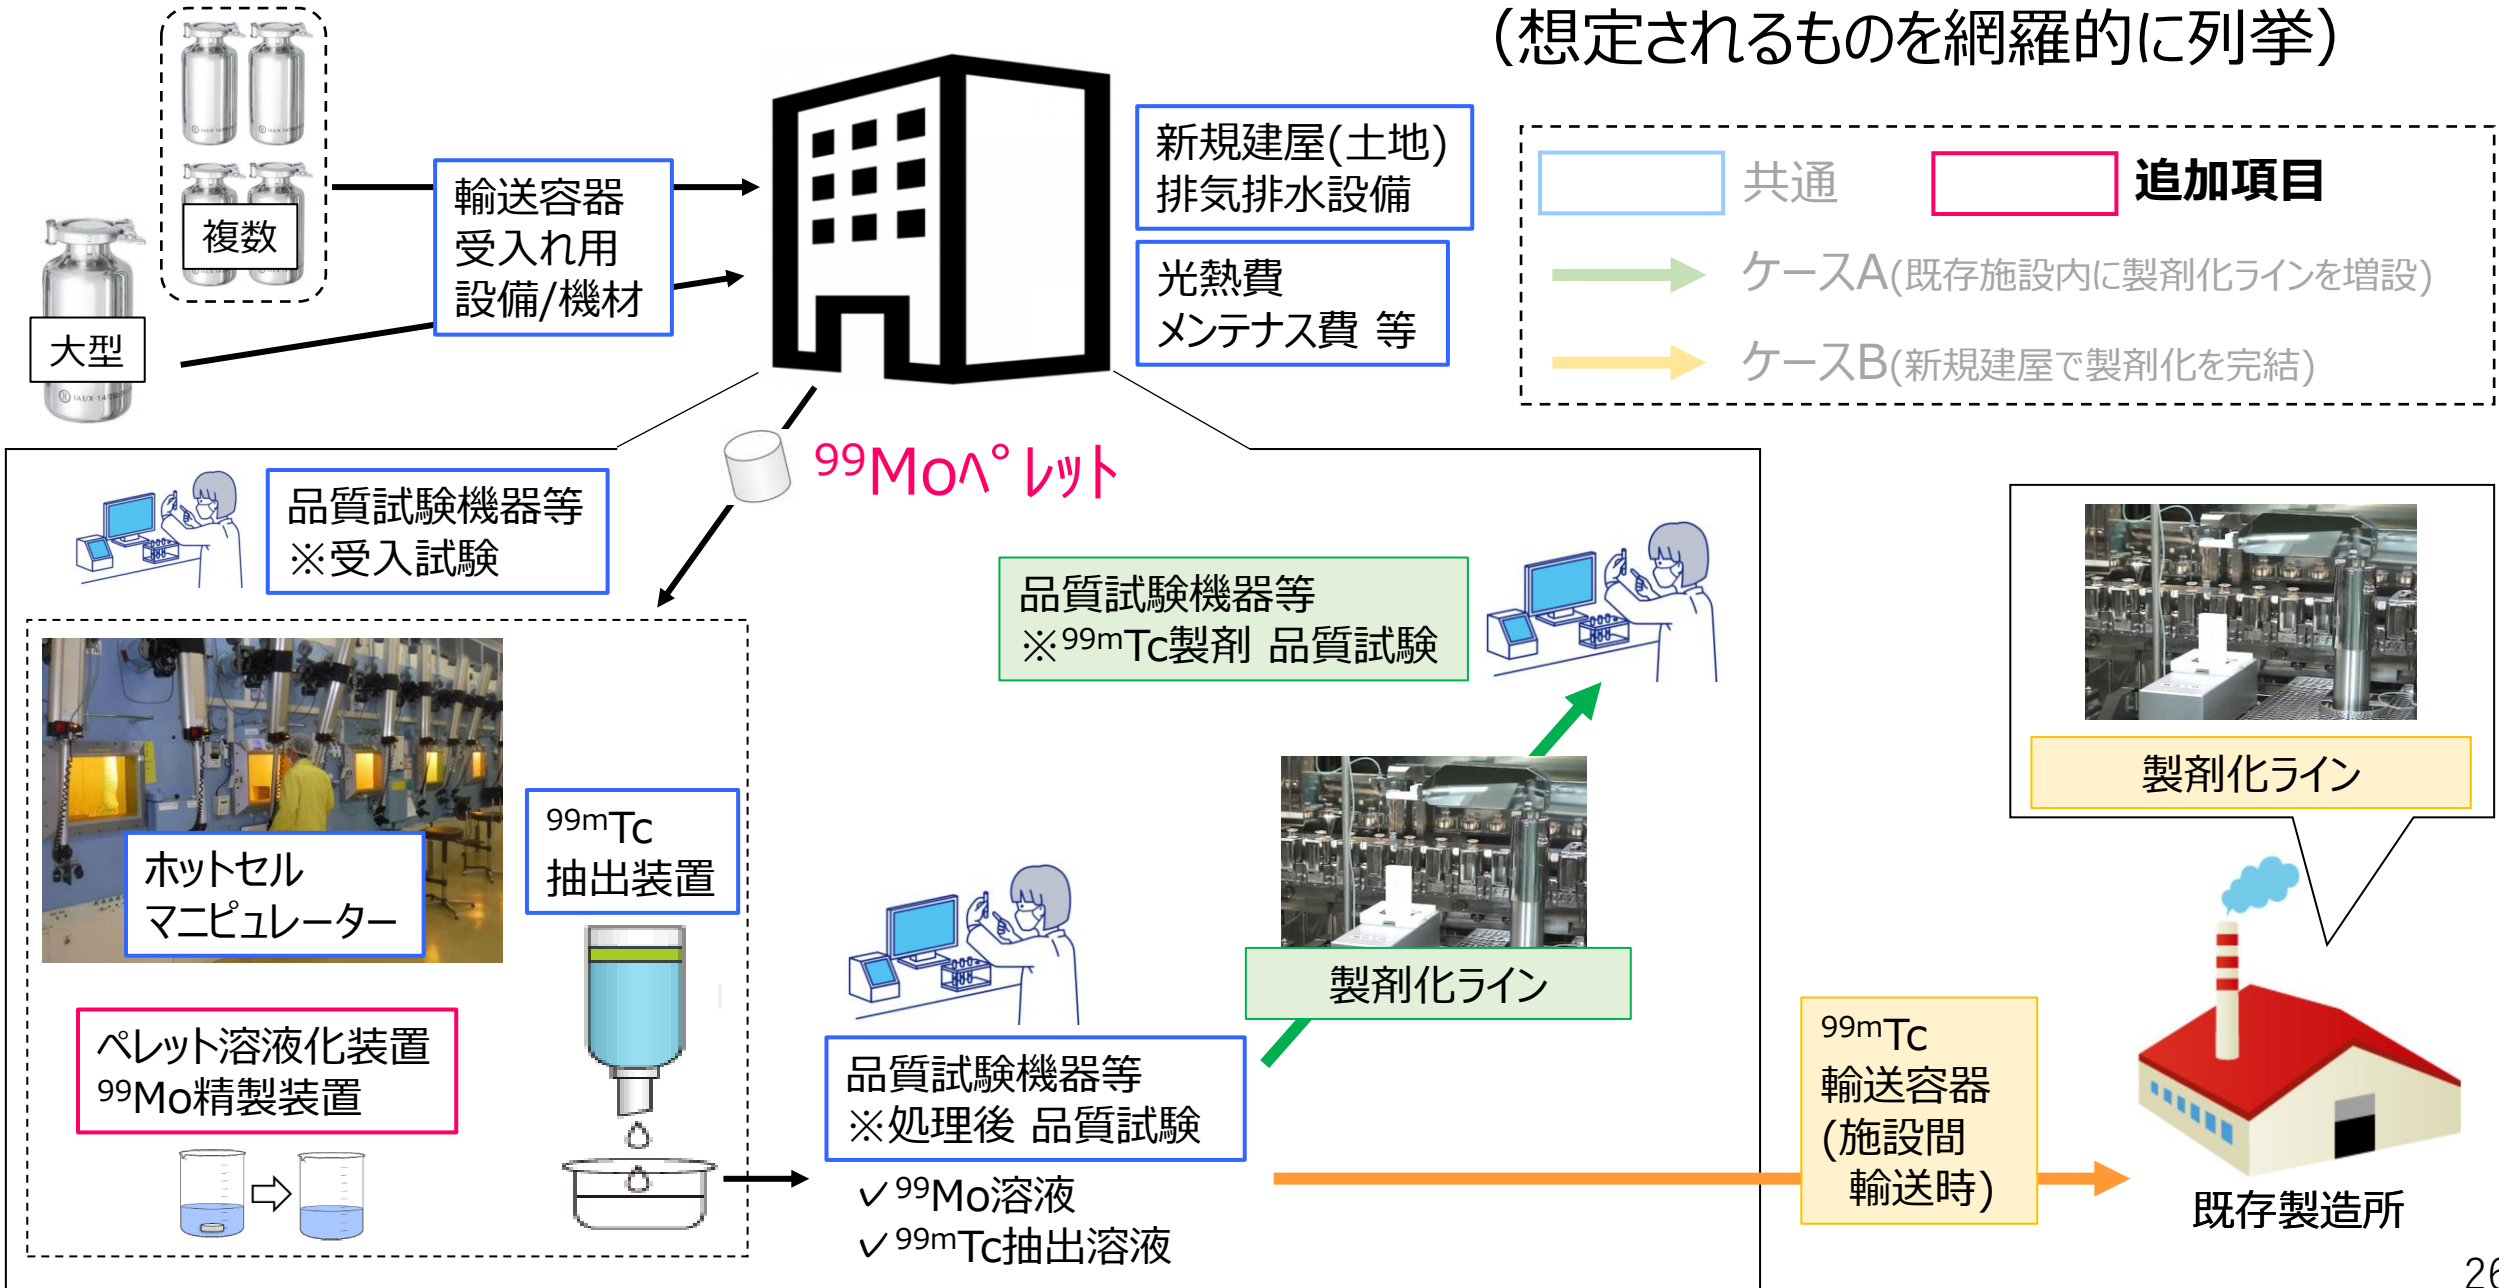 （想定されるものを網羅的に列挙）
複数
大型
輸送容器
受入れ用
設備/機材
新規建屋(土地)
排気排水設備
光熱費
メンテナス費 等
共通
追加項目
ケースA(既存施設内に製剤化ラインを増設)
ケースB(新規建屋で製剤化を完結)
99Moペレット
品質試験機器等
※受入試験
品質試験機器等
※99mTc製剤 品質試験
製剤化ライン
ホットセル
マニピュレーター
99mTc
抽出装置
ペレット溶液化装置
99Mo精製装置
製剤化ライン
品質試験機器等
※処理後 品質試験
✓99Mo溶液
✓99mTc抽出溶液
99mTc
輸送容器
(施設間
輸送時)
既存製造所
26